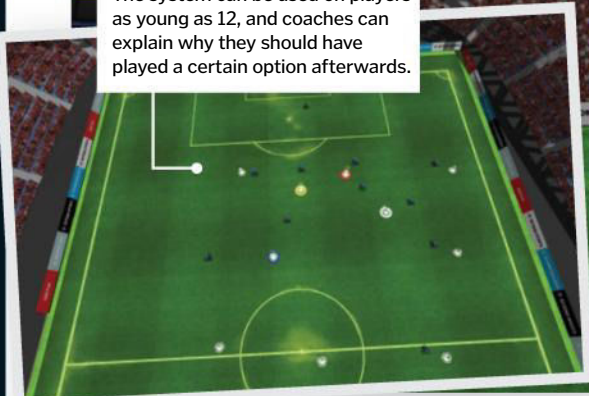 as young as 12, and coaches can
explain why they should have
played a certain option afterwards.